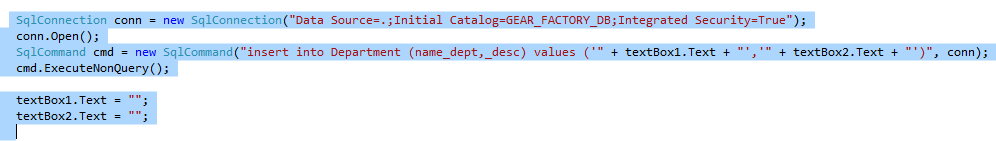 SqlConnection conn = new SqlConnection("Data Source=.;Initial Catalog=GEAR_FACTORY_DB;Integrated Security=True");
conn.Open();
SqlCommand cmd = new SqlCommand("insert into Department (name_dept,_desc) values ('" + textBox1.Text + "','" + textBox2.Text + "')", conn);
cmd.ExecuteNonQuery();
textBox1.Text = "";
textBox2.Text = "";